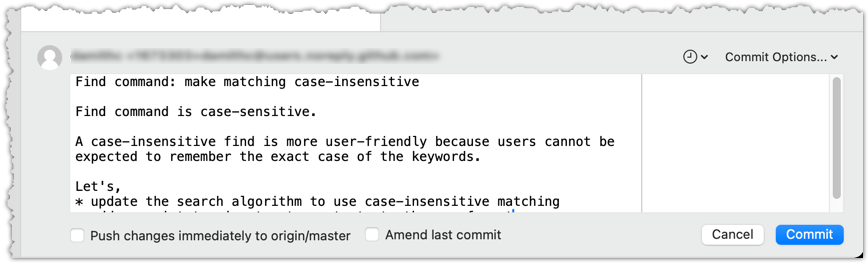 Commit Options...
Find command: make matching case-insensitive
Find command is case-sensitive.
A case-insensitive find is more user-friendly because users cannot be
expected to remember the exact case of the keywords.
Let's,
* update the search algorithm to use case-insensitive matching
Push changes immediately to origin/master
Amend last commit
Cancel
Commit